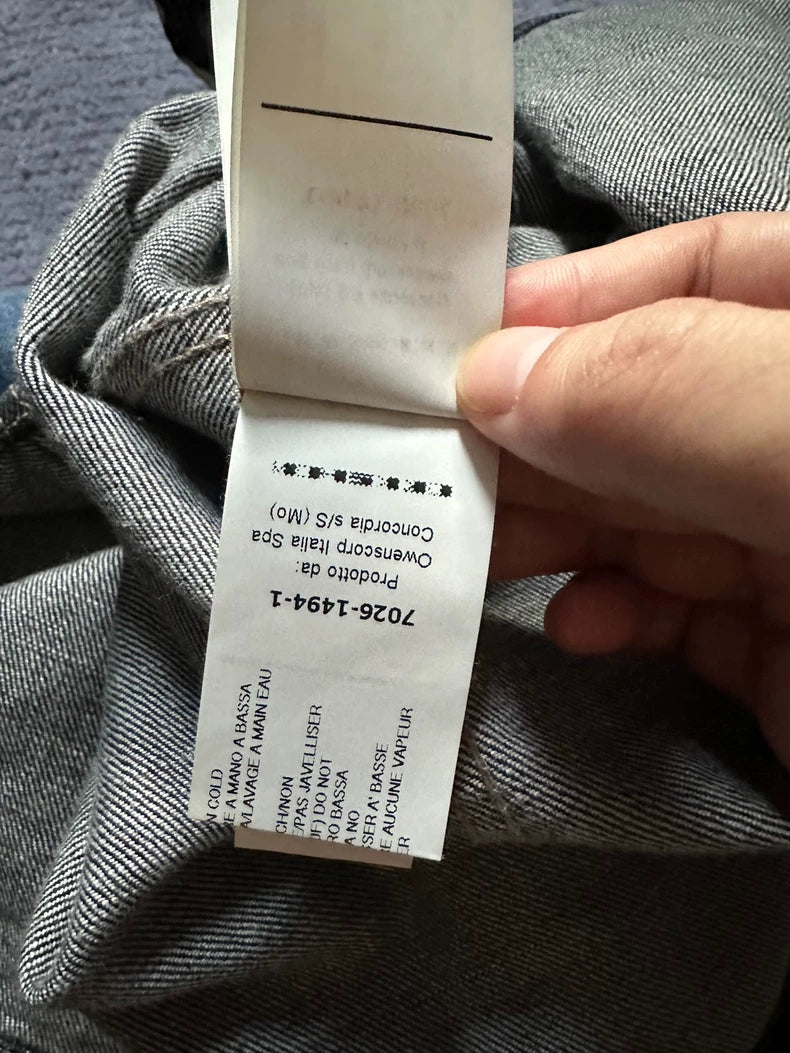 7026-1494-1
Prodotto da:
Owenscorp Italia Spa
Concordia s/S (Mo)
N COLD
E A MANO A BASSA
A/LAVAGE A MAIN EAU
CH/NON
E/PAS JAVELLISER
DO NOT
RO BASSA
A NO
SSER A' BASSE
E AUCUNE VAPEUR
ER